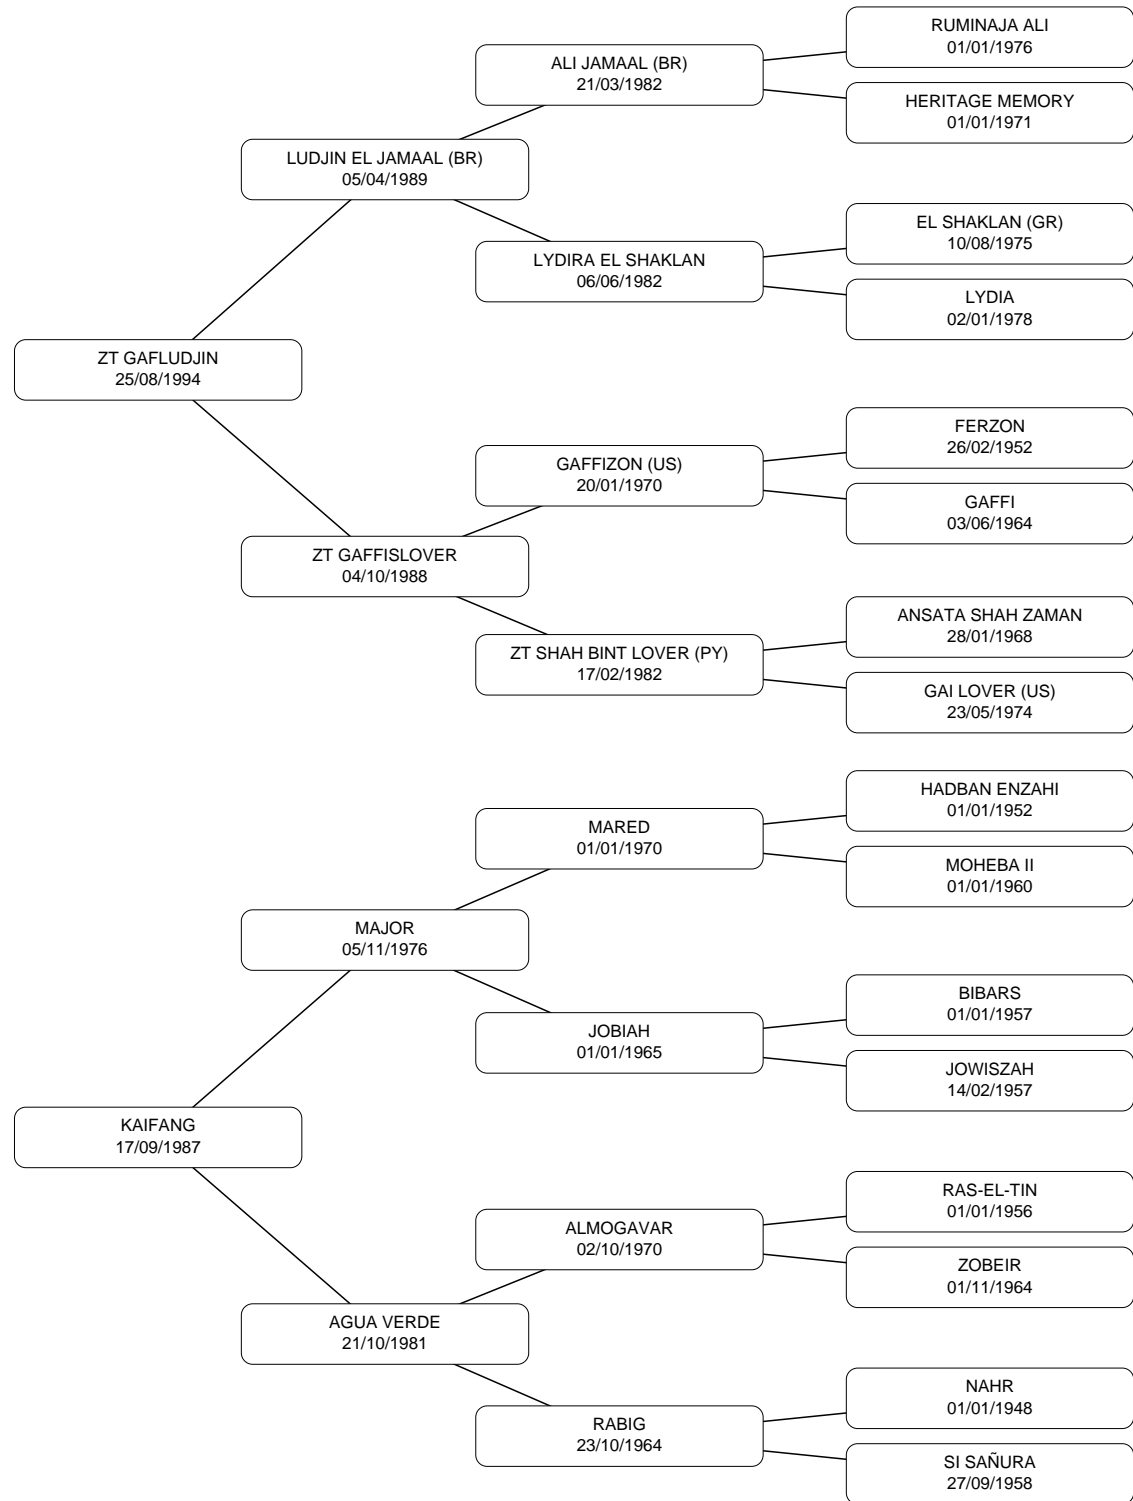 RUMINAJA ALI
01/01/1976
ALI JAMAAL (BR)
21/03/1982
HERITAGE MEMORY
01/01/1971
LUDJIN EL JAMAAL (BR)
05/04/1989
EL SHAKLAN (GR)
10/08/1975
LYDIRA EL SHAKLAN
06/06/1982
LYDIA
02/01/1978
ZT GAFLUDJIN
25/08/1994
FERZON
26/02/1952
GAFFIZON (US)
20/01/1970
GAFFI
03/06/1964
ZT GAFFISLOVER
04/10/1988
ANSATA SHAH ZAMAN
28/01/1968
ZT SHAH BINT LOVER (PY)
17/02/1982
GAI LOVER (US)
23/05/1974
HADBAN ENZAHI
01/01/1952
MARED
01/01/1970
MOHEBA II
01/01/1960
MAJOR
05/11/1976
BIBARS
01/01/1957
JOBIAH
01/01/1965
JOWISZAH
14/02/1957
KAIFANG
17/09/1987
RAS-EL-TIN
01/01/1956
ALMOGAVAR
02/10/1970
ZOBEIR
01/11/1964
AGUA VERDE
21/10/1981
NAHR
01/01/1948
RABIG
23/10/1964
SI SAÑURA
27/09/1958